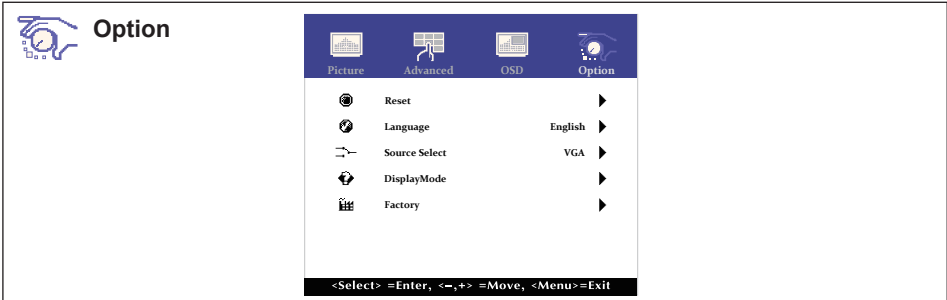 Option
Picture Advanced OSD Option
Reset
Language English
Source Select VGA
DisplayMode
Factory
<Select> =Enter, <–,+> =Move, <Menu>=Exit